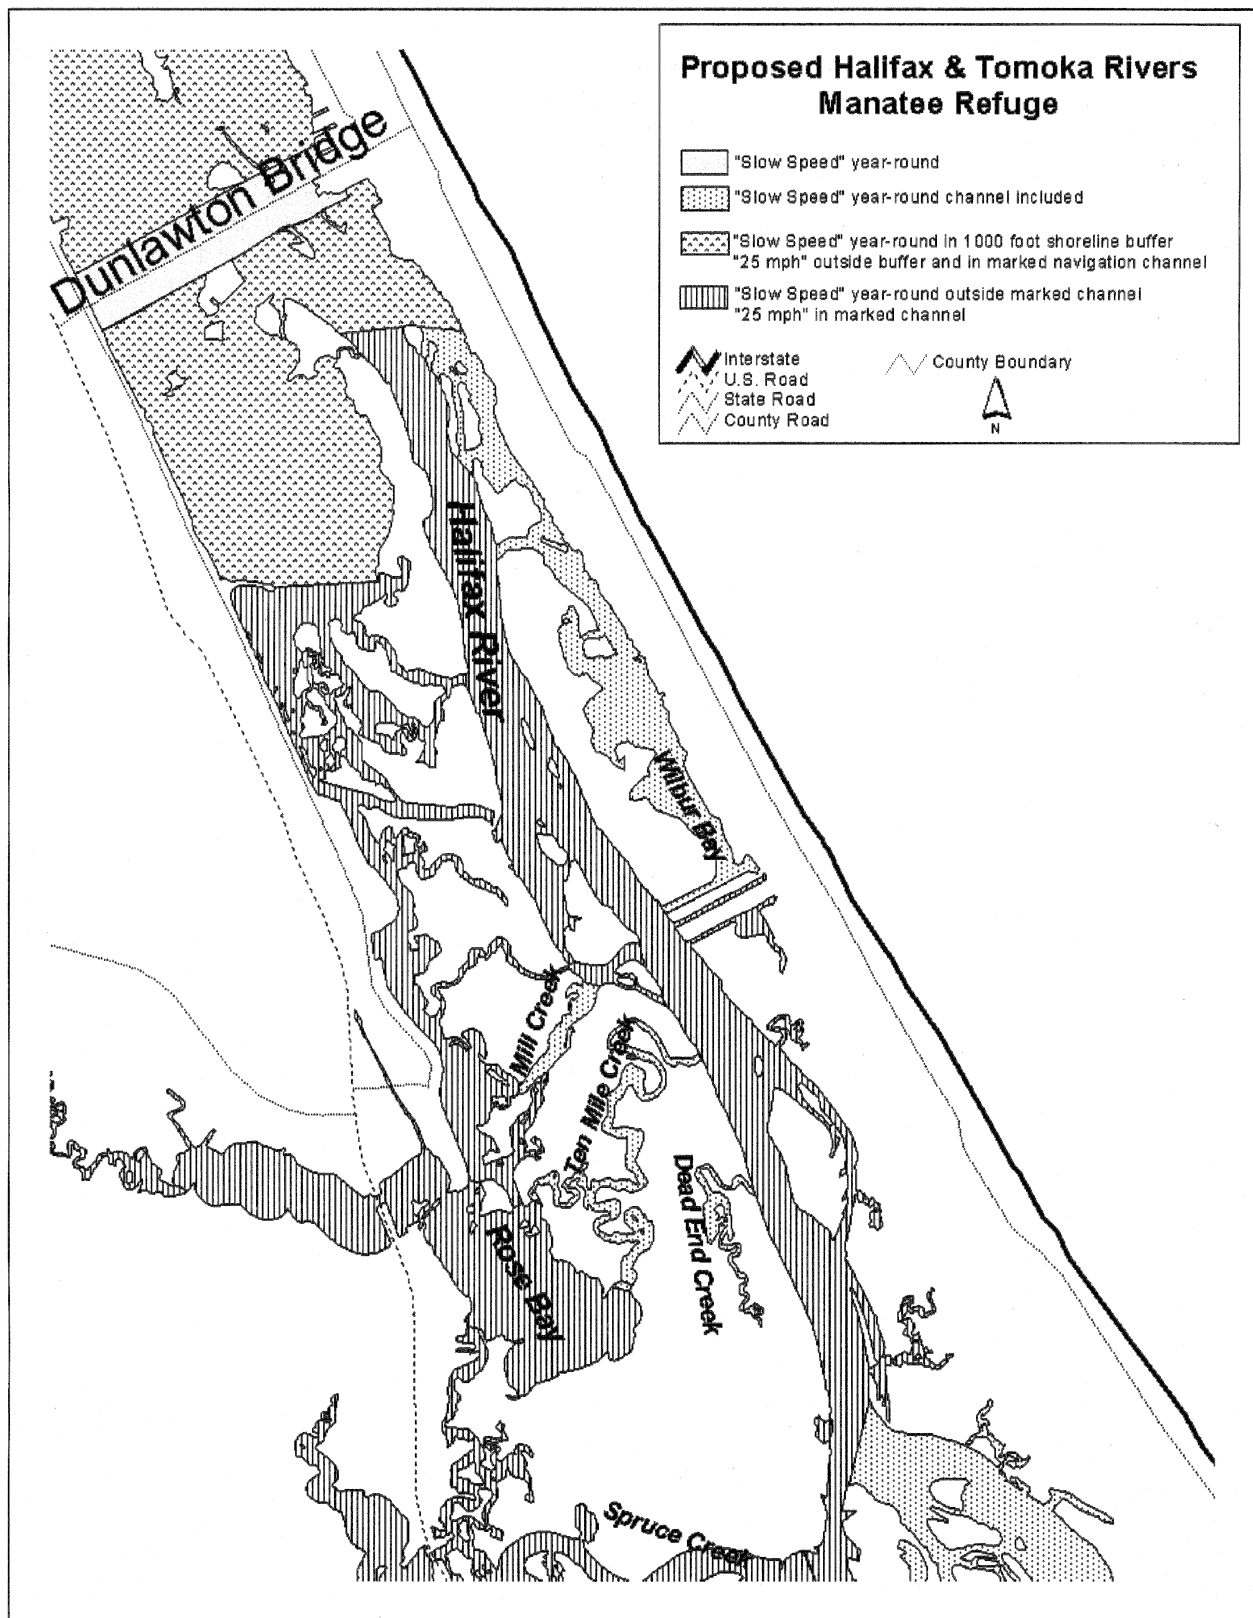 Proposed Halifax & Tomoka Rivers
Manatee Refuge
"Slow Speed" year-round
"Slow Speed" year-round channel included
"Slow Speed" year-round in 1000 foot shoreline buffer
"25 mph" outside buffer and in marked navigation channel
"Slow Speed" year-round outside marked channel
"25 mph" in marked channel
Interstate
U.S. Road
State Road
County Road
County Boundary
N
Dunlawton Bridge
Halifax River
Wilbur Bay
Mill Creek
Ten Mile Creek
Dead End Creek
Rose Bay
Spruce Creek